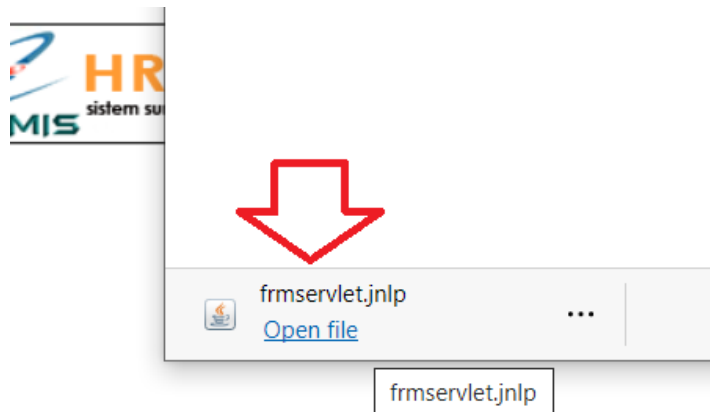 HR
sistem su
MIS
frmservlet.jnlp
Open file
...
frmservlet.jnlp